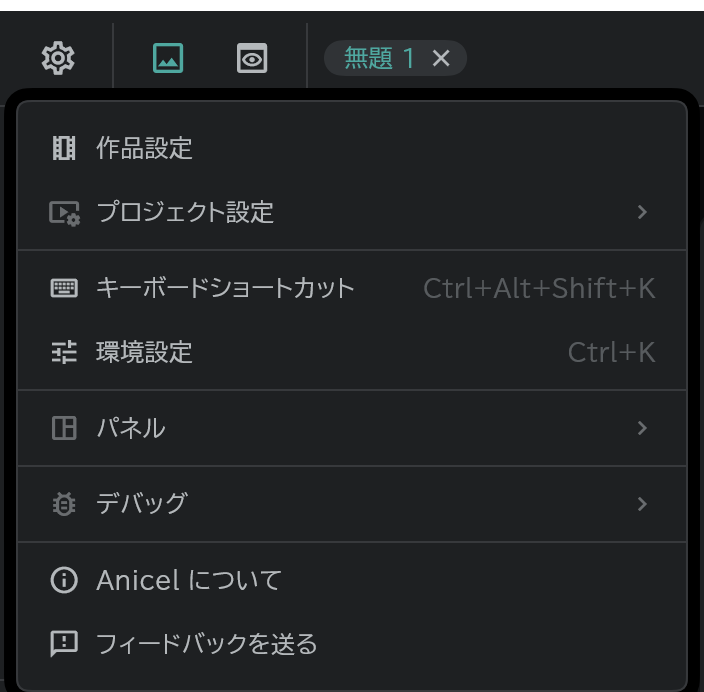 無題 1
作品設定
プロジェクト設定
キーボードショートカット Ctrl+Alt+Shift+K
環境設定 Ctrl+K
パネル
デバッグ
Anicel について
フィードバックを送る